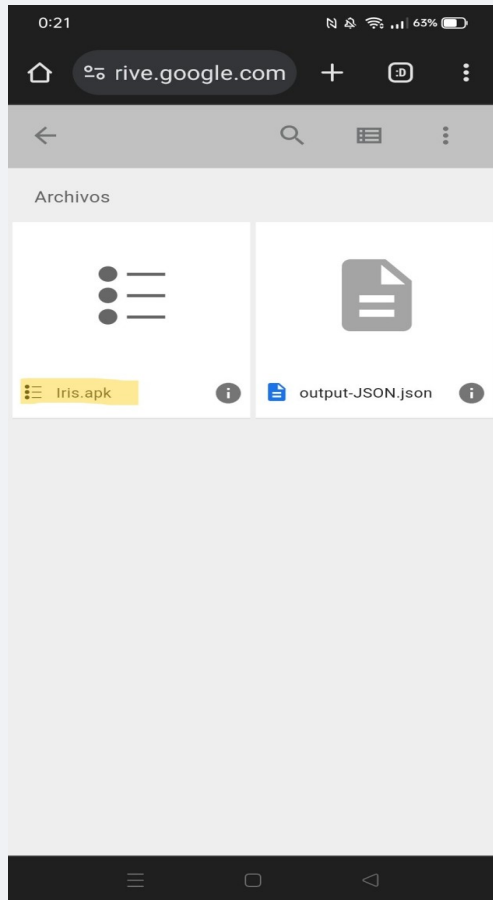 0:21
63%
rive.google.com
:D
Archivos
Iris.apk
output-JSON.json